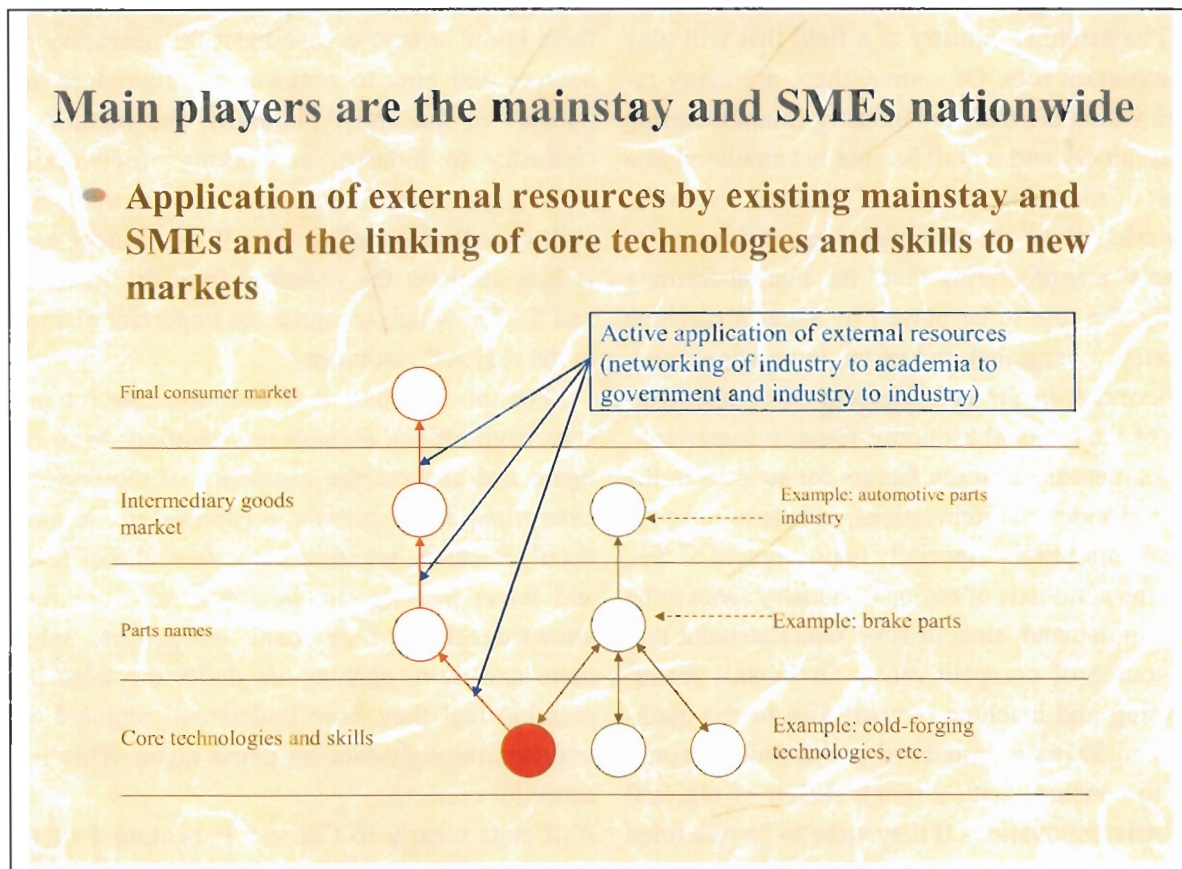 Main players are the mainstay and SMEs nationwide
Application of external resources by existing mainstay and
SMEs and the linking of core technologies and skills to new
markets
Active application of external resources
(networking of industry to academia to
government and industry to industry)
Final consumer market
Intermediary goods
market
Example: automotive parts
industry
Parts names
Example: brake parts
Core technologies and skills
Example: cold-forging
technologies, etc.